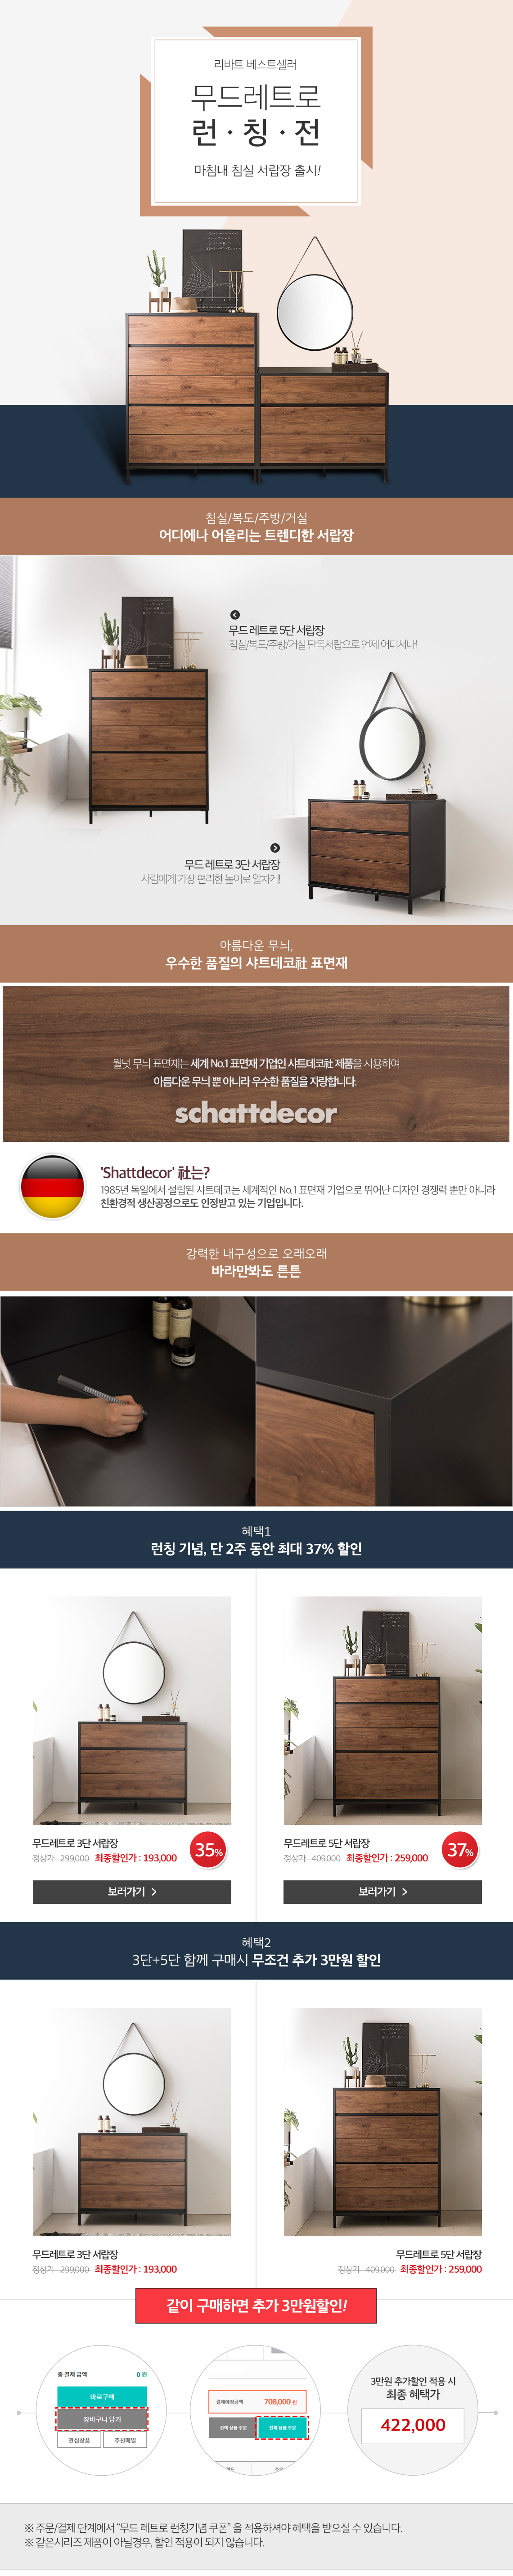 리바트 베스트셀러
무드레트로
런·칭·전
마침내 침실 서랍장 출시!
침실/복도/주방/거실
어디에나 어울리는 트렌디한 서랍장
무드 레트로 5단 서랍장
침실/복도/주방/거실 단독서랍으로 언제 어디서나!
무드 레트로 3단 서랍장
사람에게 가장 편리한 높이로 알차게!
아름다운 무늬,
우수한 품질의 샤트데코社 표면재
월넛 무늬 표면재는 세계 No.1 표면재 기업인 샤트데코社 제품을 사용하여
아름다운 무늬 뿐 아니라 우수한 품질을 자랑합니다.
schattdecor
'Shattdecor' 社는?
1985년 독일에서 설립된 샤트데코는 세계적인 No.1 표면재 기업으로 뛰어난 디자인 경쟁력 뿐만 아니라
친환경적 생산공정으로도 인정받고 있는 기업입니다.
강력한 내구성으로 오래오래
바라만봐도 튼튼
혜택1
런칭 기념, 단 2주 동안 최대 37% 할인
무드레트로 3단 서랍장
정상가 299,000 최종할인가 : 193,000
35%
보러가기 >
무드레트로 5단 서랍장
정상가 409,000 최종할인가 : 259,000
37%
보러가기 >
혜택2
3단+5단 함께 구매시 무조건 추가 3만원 할인
무드레트로 3단 서랍장
정상가 299,000 최종할인가 : 193,000
무드레트로 5단 서랍장
정상가 409,000 최종할인가 : 259,000
같이 구매하면 추가 3만원할인!
총 결제 금액 0 원
바로구매
장바구니 담기
관심상품 추천메일
결제예정금액 708,000 원
선택 상품 주문 전체 상품 주문
3만원 추가할인 적용 시
최종 혜택가
422,000
※ 주문/결제 단계에서 "무드 레트로 런칭기념 쿠폰" 을 적용하셔야 혜택을 받으실 수 있습니다.
※ 같은시리즈 제품이 아닐경우, 할인 적용이 되지 않습니다.